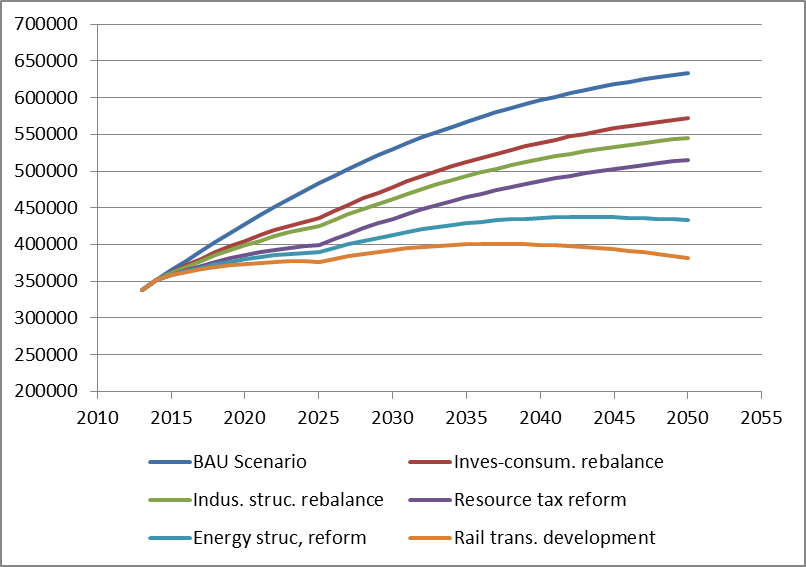 700000
650000
600000
550000
500000
450000
400000
350000
300000
250000
200000
2010 2015 2020 2025 2030 2035 2040 2045 2050 2055
BAU Scenario Inves-consum. rebalance
Indus. struc. rebalance Resource tax reform
Energy struc, reform Rail trans. development